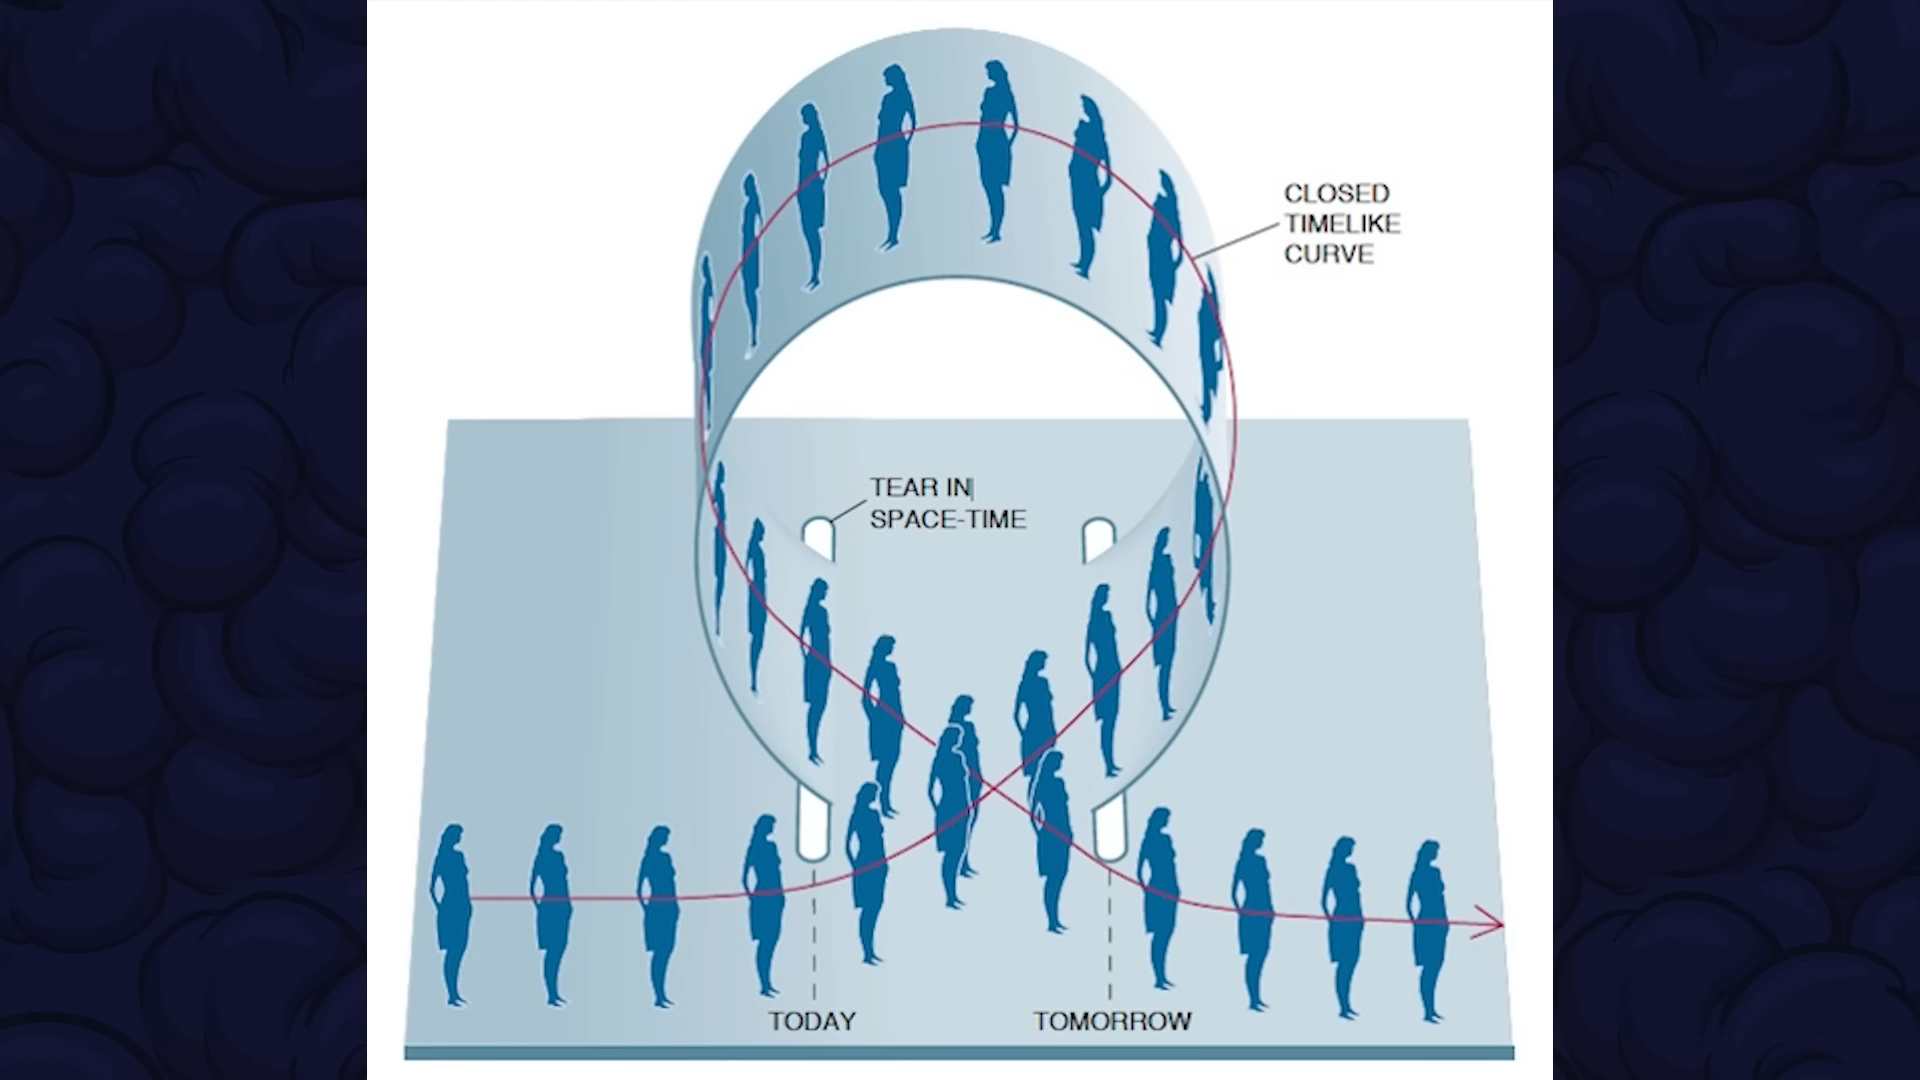 CLOSED
TIMELIKE
CURVE
TEAR IN
SPACE-TIME
TODAY
TOMORROW